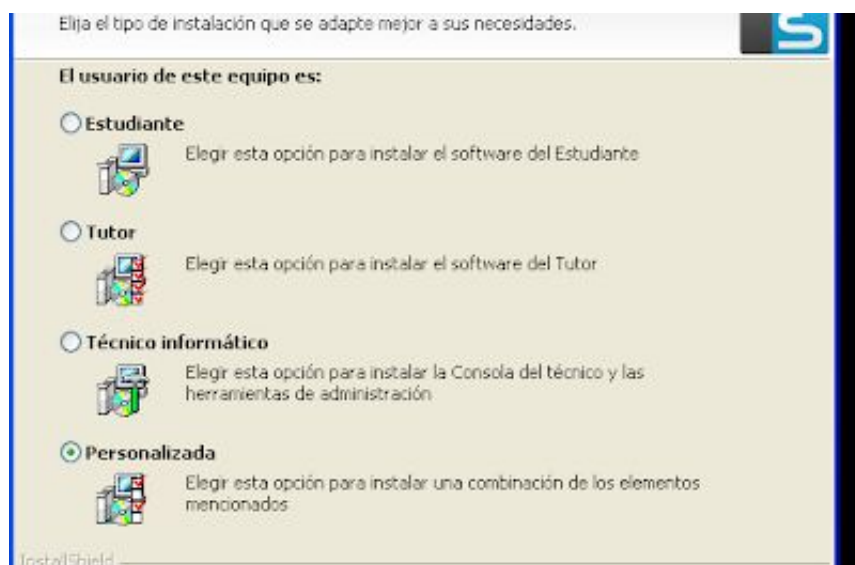 Elija el tipo de instalación que se adapte mejor a sus necesidades.
S
El usuario de este equipo es:
Estudiante
Elegir esta opción para instalar el software del Estudiante
Tutor
Elegir esta opción para instalar el software del Tutor
Técnico informático
Elegir esta opción para instalar la Consola del técnico y las
herramientas de administración
Personalizada
Elegir esta opción para instalar una combinación de los elementos
mencionados
InstallShield